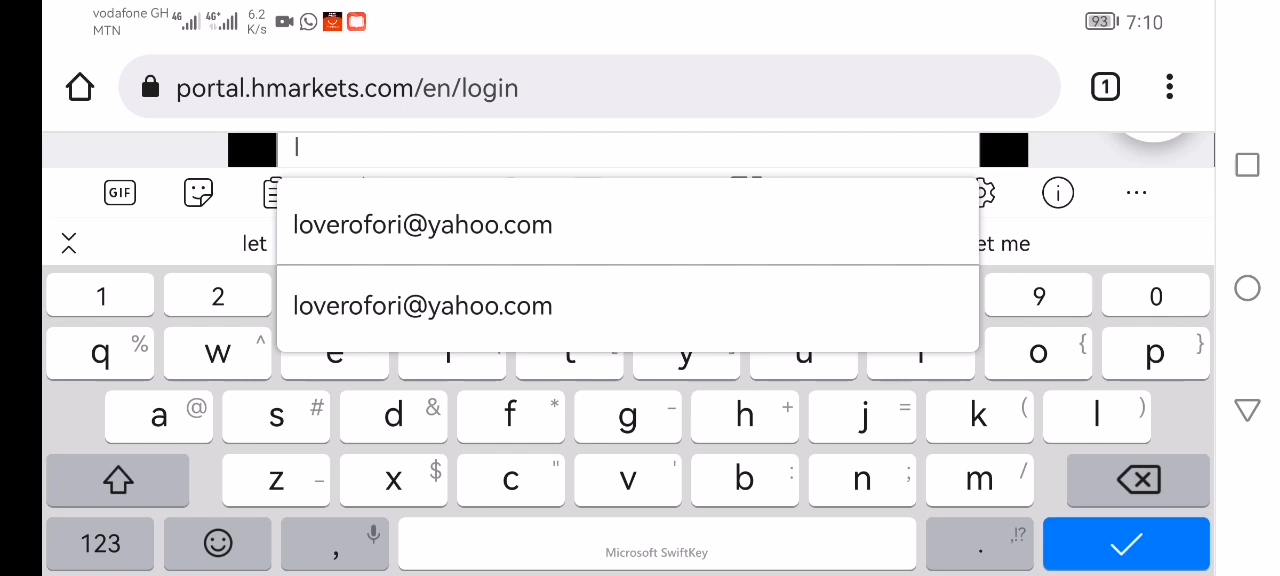 vodafone GH 4G 4G+ 6.2 93 7:10
MTN K/s
portal.hmarkets.com/en/login 1
l
GIF
loverofori@yahoo.com
let et me
loverofori@yahoo.com
1 2 9 0
q % w ^ e t y u o { p }
a @ s # d & f * g - h + j = k ( l )
z _ x $ c " v ' b : n ; m /
123 , Microsoft SwiftKey . ,!?